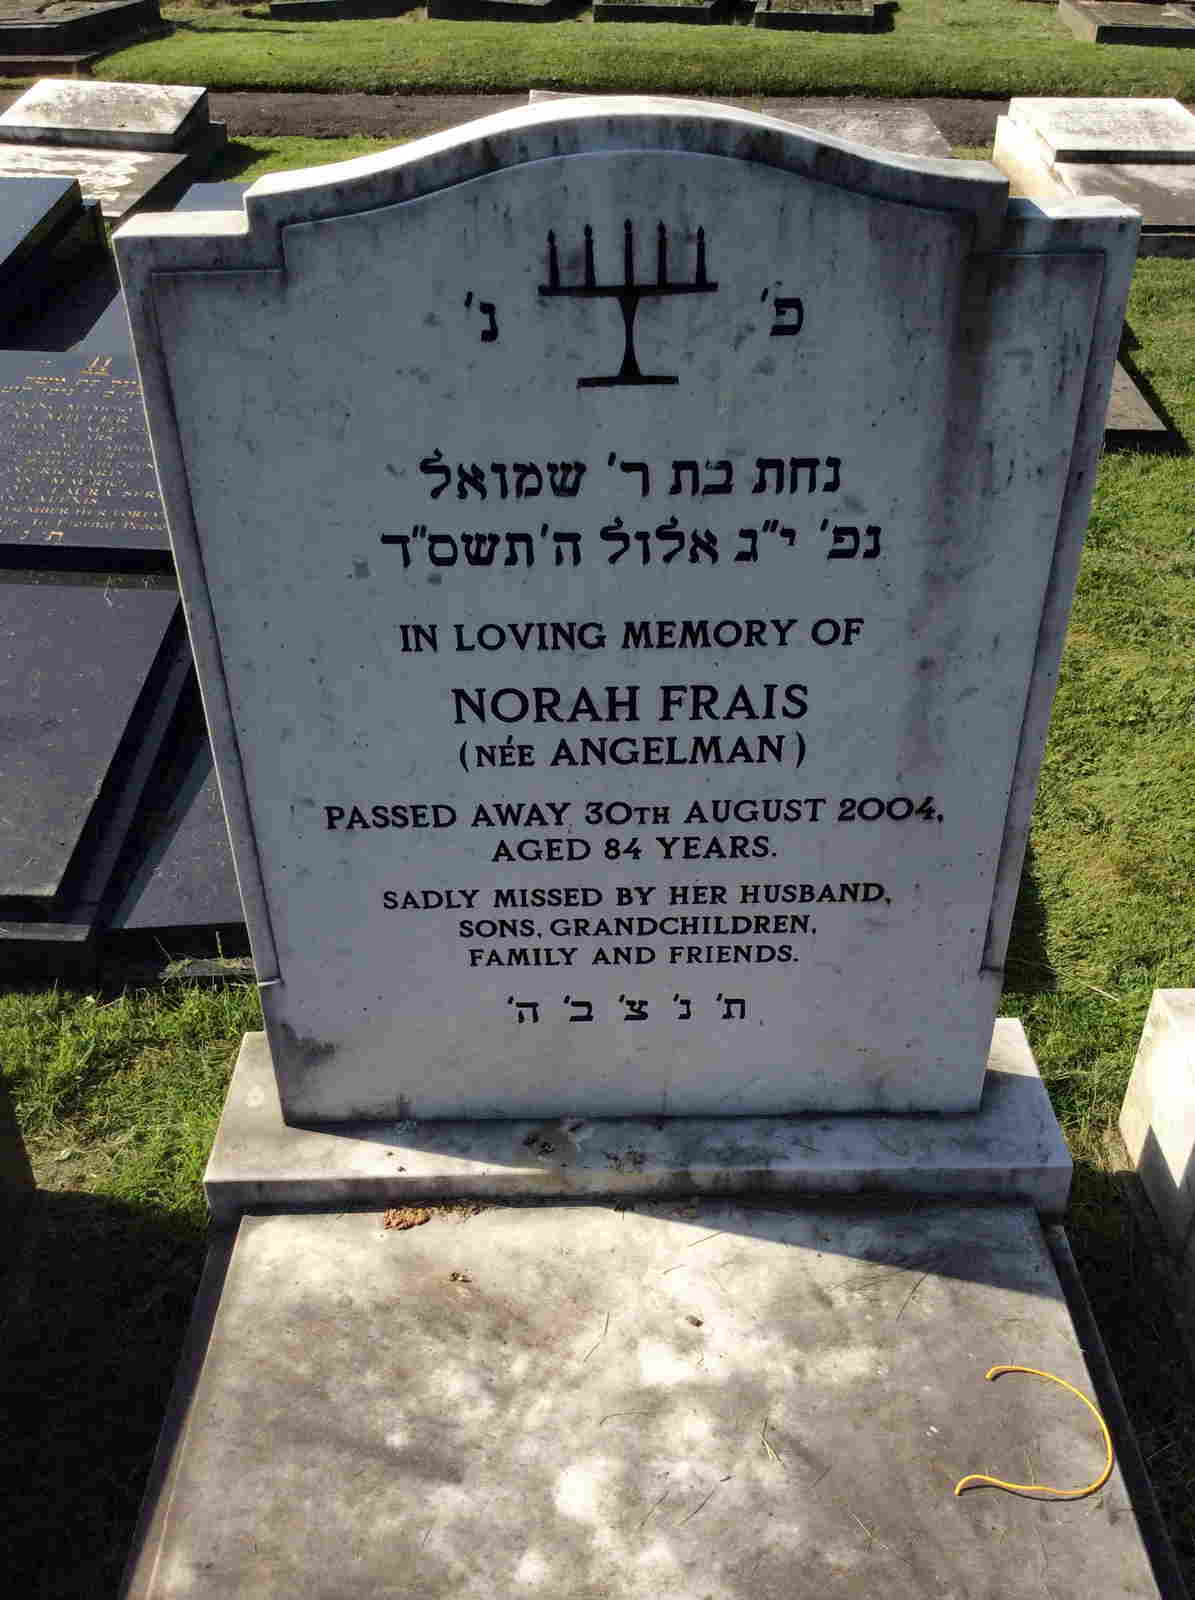 פ' נ'
נחת בת ר' שמואל
נפ' י"ג אלול ה'תשס"ד
IN LOVING MEMORY OF
NORAH FRAIS
(NÉE ANGELMAN)
PASSED AWAY 30TH AUGUST 2004,
AGED 84 YEARS.
SADLY MISSED BY HER HUSBAND,
SONS, GRANDCHILDREN,
FAMILY AND FRIENDS.
ת' נ' צ' ב' ה'